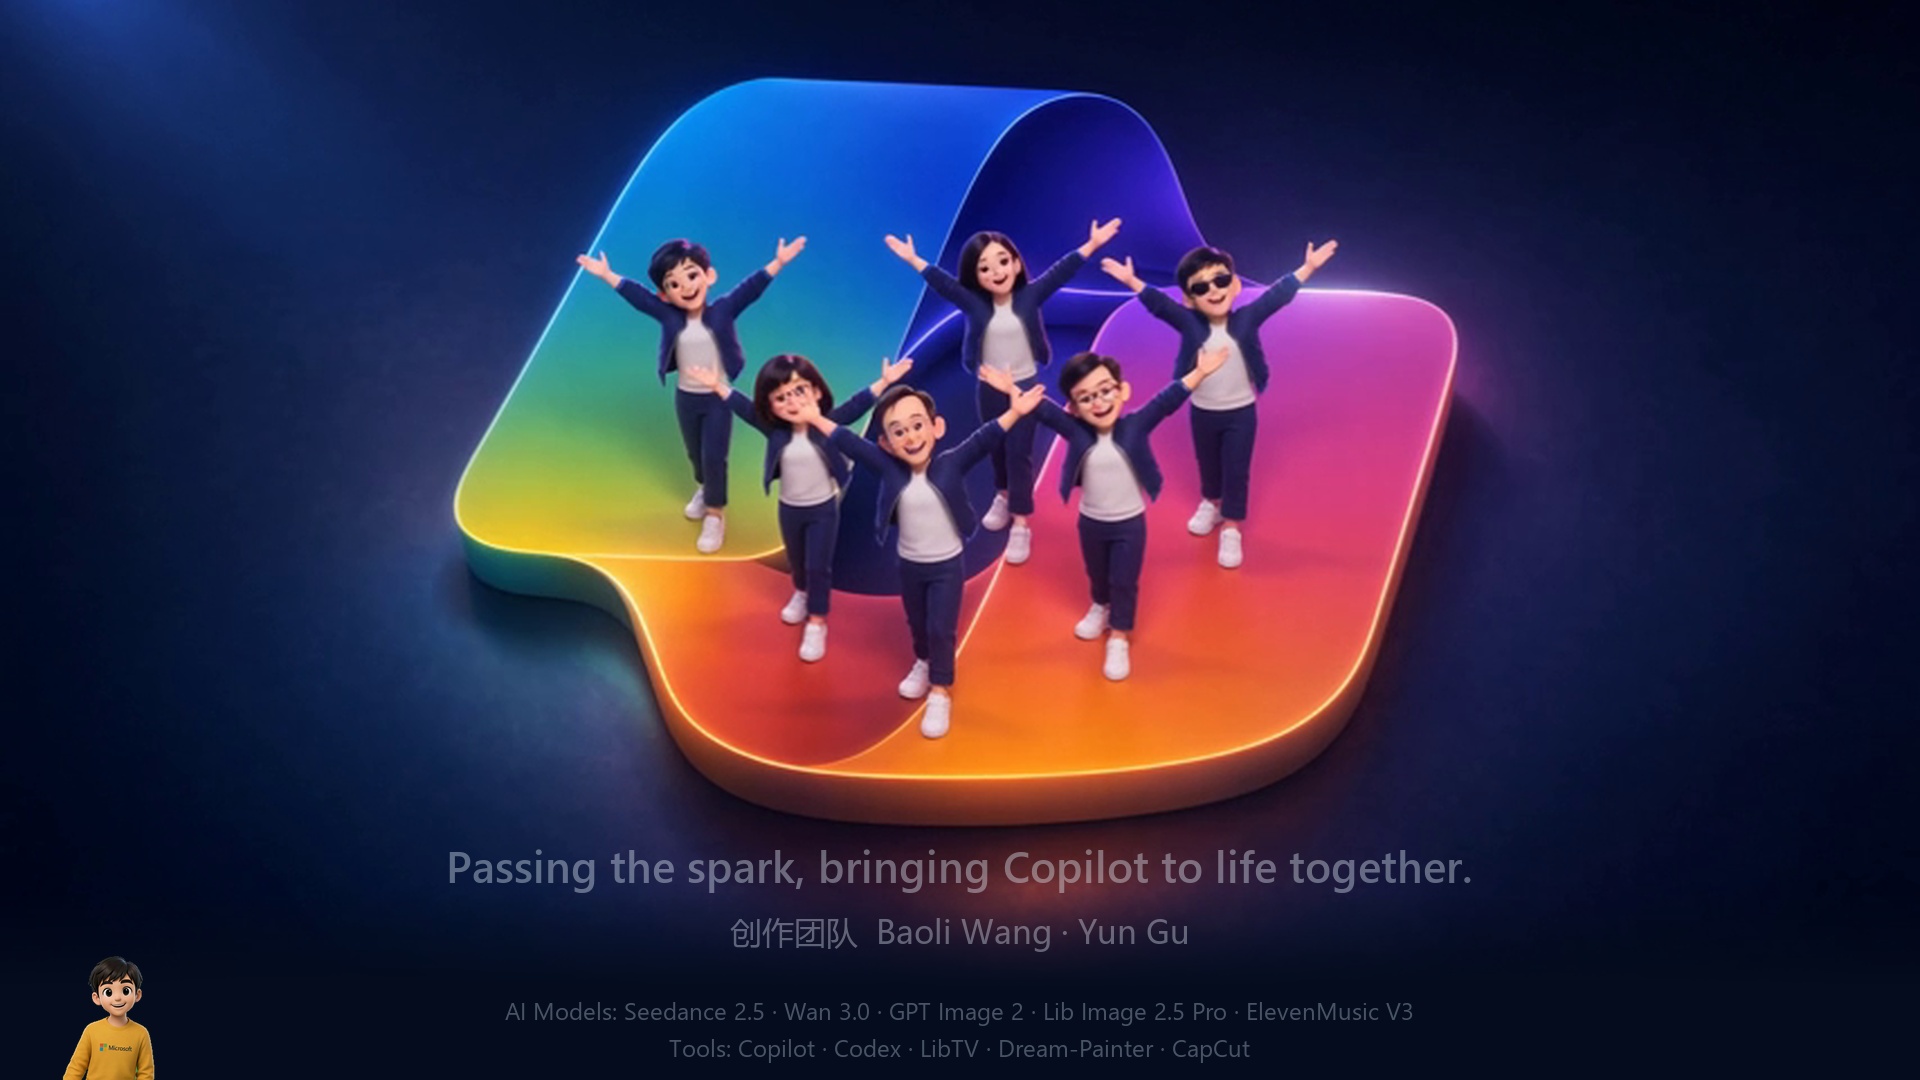 Passing the spark, bringing Copilot to life together.
创作团队 Baoli Wang · Yun Gu
Microsoft
AI Models: Seedance 2.5 · Wan 3.0 · GPT Image 2 · Lib Image 2.5 Pro · ElevenMusic V3
Tools: Copilot · Codex · LibTV · Dream-Painter · CapCut